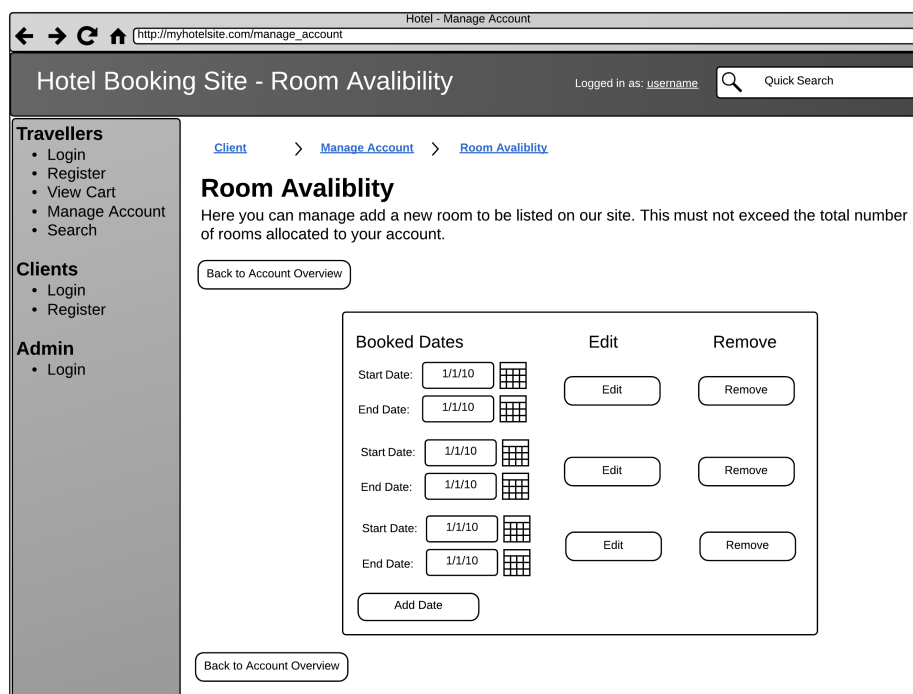 Hotel - Manage Account
http://myhotelsite.com/manage_account
Hotel Booking Site - Room Avalibility
Logged in as: username
Quick Search
Travellers
• Login
• Register
• View Cart
• Manage Account
• Search
Clients
• Login
• Register
Admin
• Login
Client
Manage Account
Room Avaliblity
Room Avaliblity
Here you can manage add a new room to be listed on our site. This must not exceed the total number
of rooms allocated to your account.
Back to Account Overview
Booked Dates Edit Remove
Start Date: 1/1/10
Edit Remove
End Date: 1/1/10
Start Date: 1/1/10
Edit Remove
End Date: 1/1/10
Start Date: 1/1/10
Edit Remove
End Date: 1/1/10
Add Date
Back to Account Overview